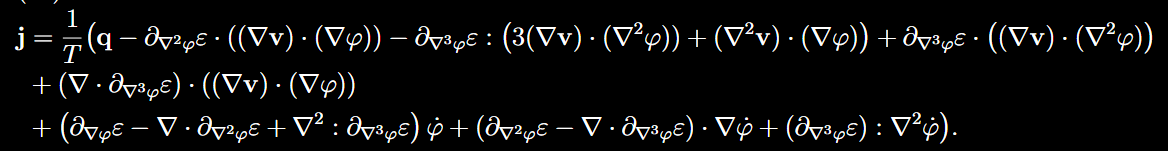 𝐣 = 1/T (𝐪 − ∂_{∇²φ}ε · ((∇𝐯) · (∇φ)) − ∂_{∇³φ}ε : (3(∇𝐯) · (∇²φ)) + (∇²𝐯) · (∇φ)) + ∂_{∇³φ}ε · ((∇𝐯) · (∇²φ))
+ (∇ · ∂_{∇³φ}ε) · ((∇𝐯) · (∇φ))
+ (∂_{∇φ}ε − ∇ · ∂_{∇²φ}ε + ∇² : ∂_{∇³φ}ε) φ̇ + (∂_{∇²φ}ε − ∇ · ∂_{∇³φ}ε) · ∇φ̇ + (∂_{∇³φ}ε) : ∇²φ̇).